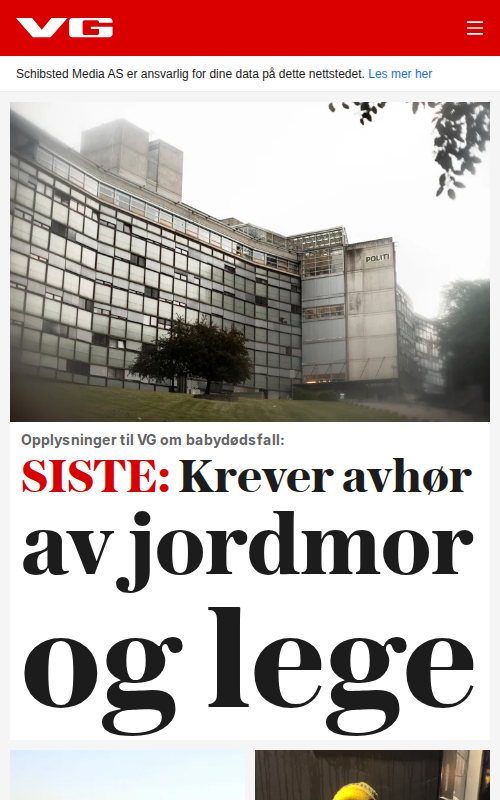 VG
Schibsted Media AS er ansvarlig for dine data på dette nettstedet. Les mer her
POLITI
Opplysninger til VG om babydødsfall:
SISTE: Krever avhør
av jordmor
og lege